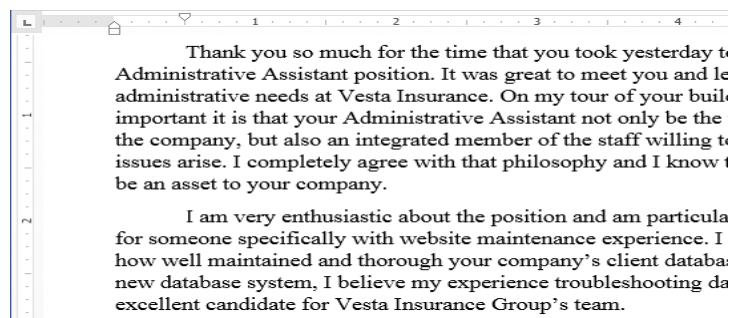 1 2 3 4
Thank you so much for the time that you took yesterday
Administrative Assistant position. It was great to meet you and
administrative needs at Vesta Insurance. On my tour of your
important it is that your Administrative Assistant not only be the
1
the company, but also an integrated member of the staff willing
issues arise. I completely agree with that philosophy and I know
be an asset to your company.
2
I am very enthusiastic about the position and am
for someone specifically with website maintenance experience. I
how well maintained and thorough your company’s client
new database system, I believe my experience troubleshooting
excellent candidate for Vesta Insurance Group’s team.